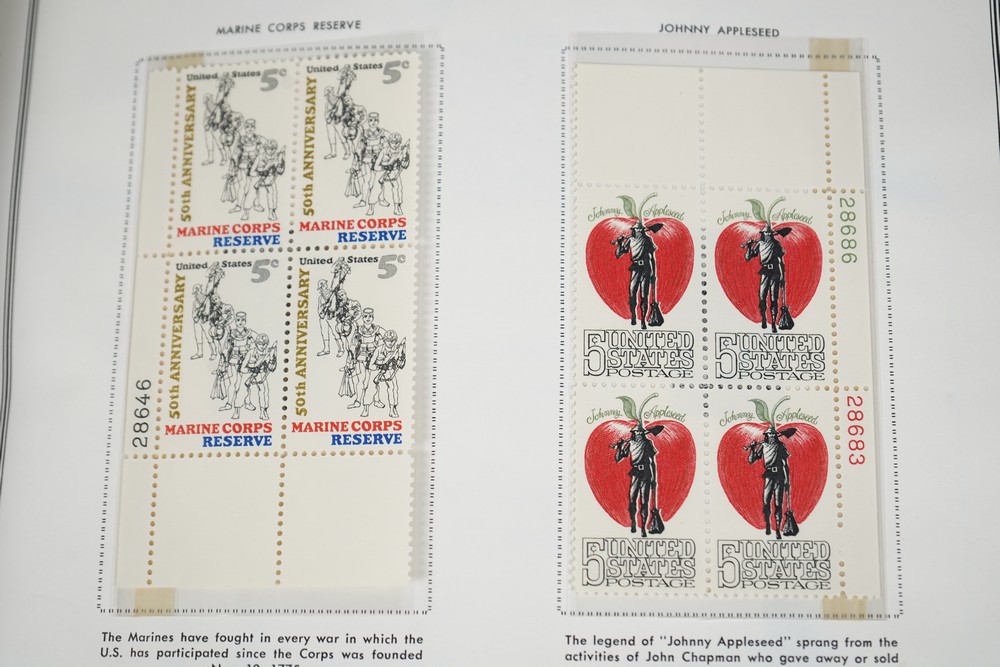 MARINE CORPS RESERVE
United States 5c
50th ANNIVERSARY
MARINE CORPS
RESERVE
United States 5c
50th ANNIVERSARY
MARINE CORPS
RESERVE
United States 5c
50th ANNIVERSARY
MARINE CORPS
RESERVE
United States 5c
50th ANNIVERSARY
MARINE CORPS
RESERVE
28646
The Marines have fought in every war in which the
U.S. has participated since the Corps was founded
Nov. 10, 1775
JOHNNY APPLESEED
Johnny Appleseed
5 UNITED
STATES
POSTAGE
Johnny Appleseed
5 UNITED
STATES
POSTAGE
28686
Johnny Appleseed
5 UNITED
STATES
POSTAGE
Johnny Appleseed
5 UNITED
STATES
POSTAGE
28683
The legend of "Johnny Appleseed" sprang from the
activities of John Chapman who gave away or sold